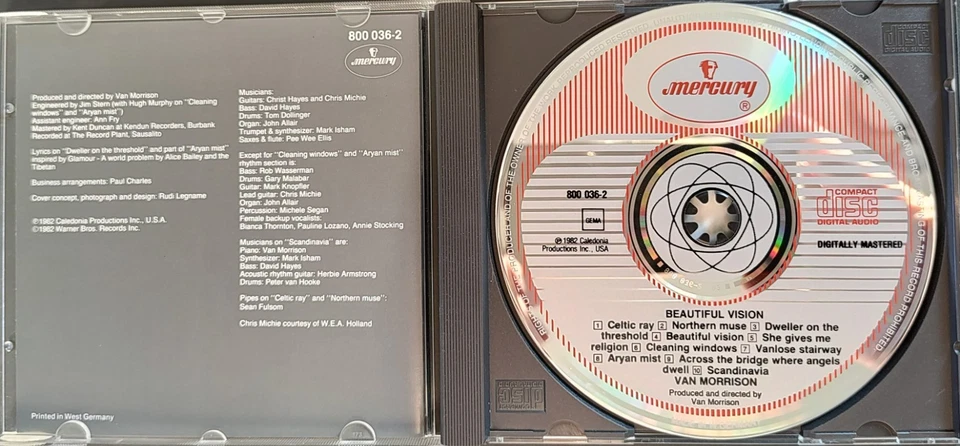 800 036-2
mercury
Produced and directed by Van Morrison
Engineered by Jim Stern (with Hugh Murphy on "Cleaning
windows" and "Aryan mist")
Assistant engineer: Ann Fry
Mastered by Kent Duncan at Kendun Recorders, Burbank
Recorded at The Record Plant, Sausalito
Lyrics on "Dweller on the threshold" and part of "Aryan mist"
inspired by Glamour - A world problem by Alice Bailey and the
Tibetan
Business arrangements: Paul Charles
Cover concept, photograph and design: Rudi Legname
℗1982 Caledonia Productions Inc., U.S.A.
©1982 Warner Bros. Records Inc.
Printed in West Germany
Musicians:
Guitars: Christ Hayes and Chris Michie
Bass: David Hayes
Drums: Tom Dollinger
Organ: John Allair
Trumpet & synthesizer: Mark Isham
Saxes & flute: Pee Wee Ellis
Except for "Cleaning windows" and "Aryan mist"
rhythm section is:
Bass: Rob Wasserman
Drums: Gary Malabar
Guitar: Mark Knopfler
Lead guitar: Chris Michie
Organ: John Allair
Percussion: Michele Segan
Female backup vocalists:
Bianca Thornton, Pauline Lozano, Annie Stocking
Musicians on "Scandinavia" are:
Piano: Van Morrison
Synthesizer: Mark Isham
Bass: David Hayes
Acoustic rhythm guitar: Herbie Armstrong
Drums: Peter van Hooke
Pipes on "Celtic ray" and "Northern muse":
Sean Fulsom
Chris Michie courtesy of W.E.A. Holland
mercury
®
800 036-2
GEMA
℗ 1982 Caledonia
Productions Inc., USA
COMPACT
disc
DIGITAL AUDIO
DIGITALLY MASTERED
BEAUTIFUL VISION
1 Celtic ray 2 Northern muse 3 Dweller on the
threshold 4 Beautiful vision 5 She gives me
religion 6 Cleaning windows 7 Vanlose stairway
8 Aryan mist 9 Across the bridge where angels
dwell 10 Scandinavia
VAN MORRISON
Produced and directed by
Van Morrison
OF THIS RECORD PROHIBITED
disc
disc